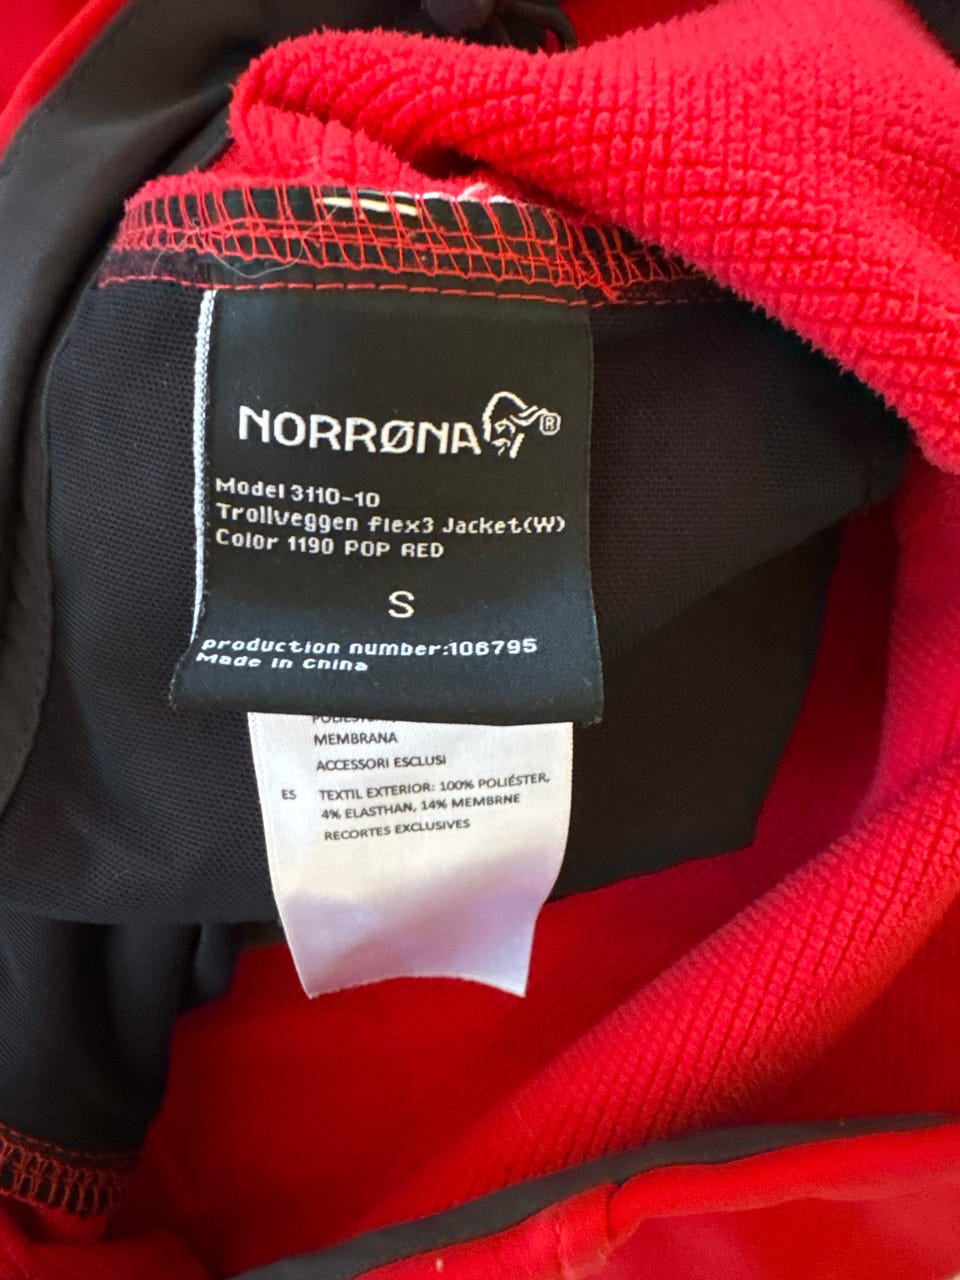 NORRØNA®
Model 3110-10
Trollveggen flex3 Jacket(W)
Color 1190 POP RED
S
production number:106795
Made in China
MEMBRANA
ACCESSORI ESCLUSI
ES TEXTIL EXTERIOR: 100% POLIÉSTER,
4% ELASTHAN, 14% MEMBRNE
RECORTES EXCLUSIVES